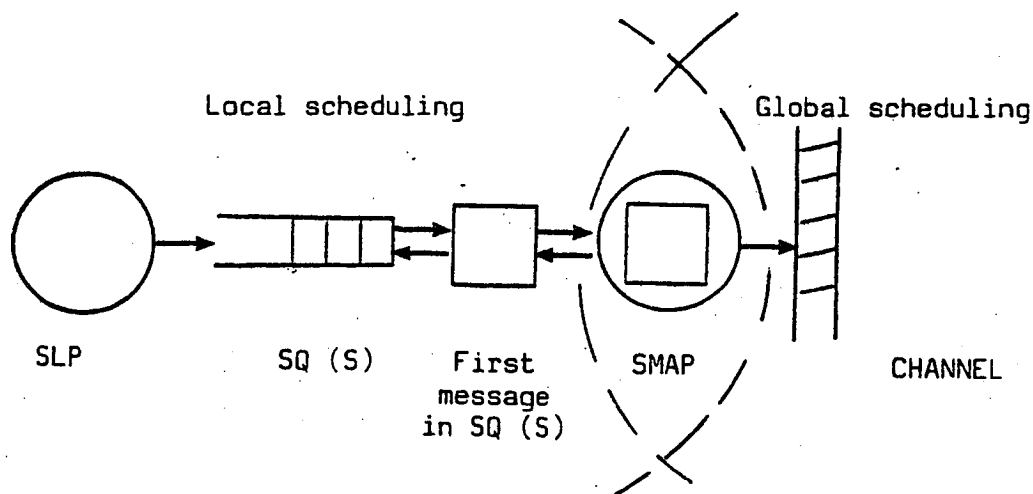 Local scheduling
Global scheduling
SLP
SQ (S)
First
message
in SQ (S)
SMAP
CHANNEL